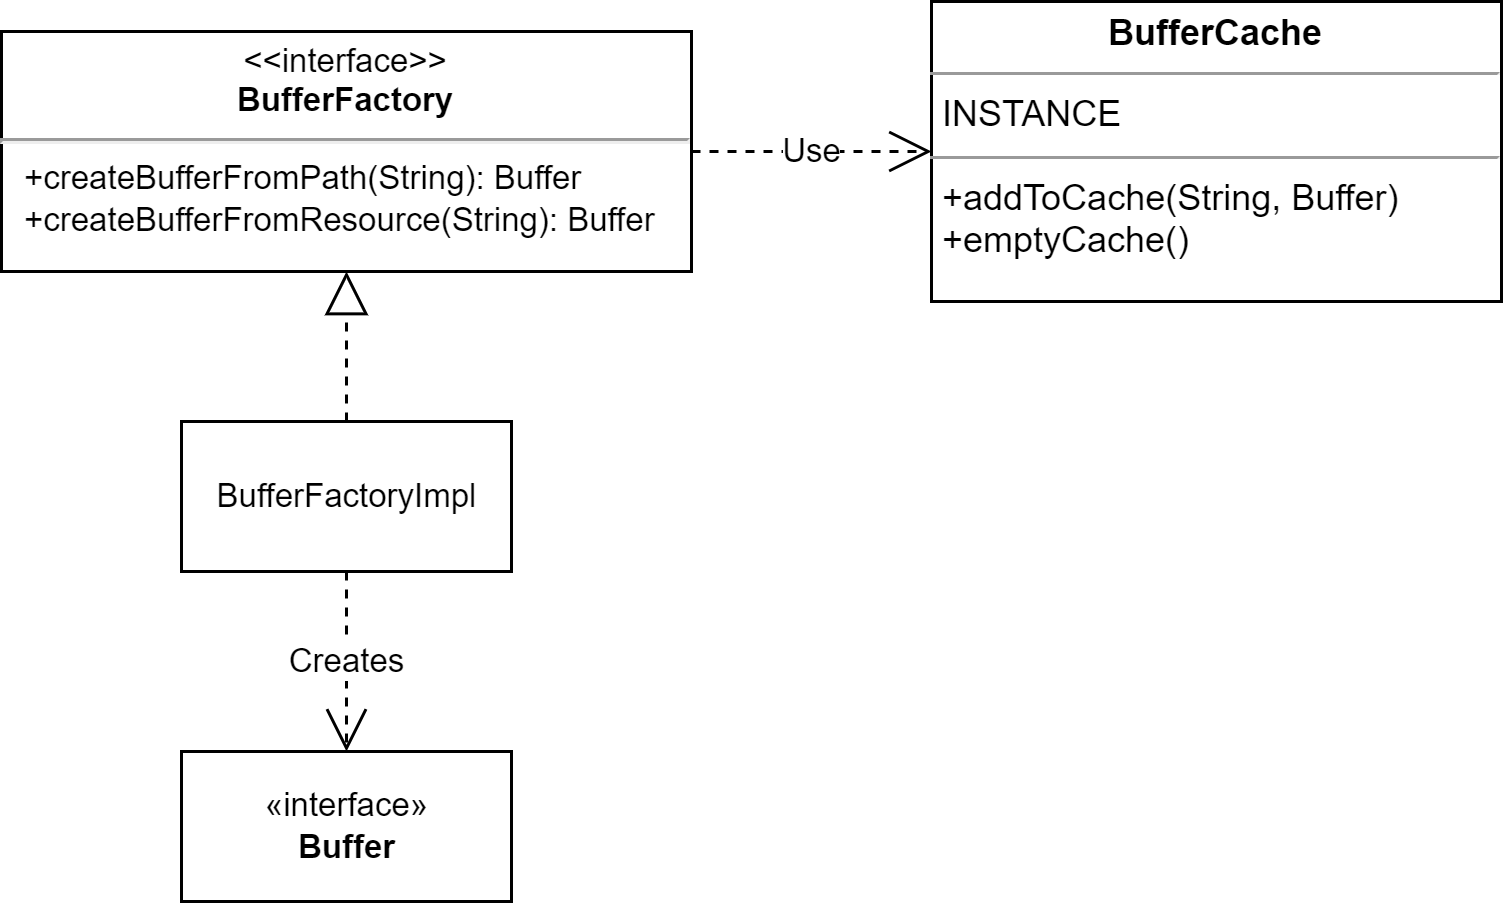 <<interface>>
BufferFactory
+createBufferFromPath(String): Buffer
+createBufferFromResource(String): Buffer
Use
BufferCache
INSTANCE
+addToCache(String, Buffer)
+emptyCache()
BufferFactoryImpl
Creates
«interface»
Buffer